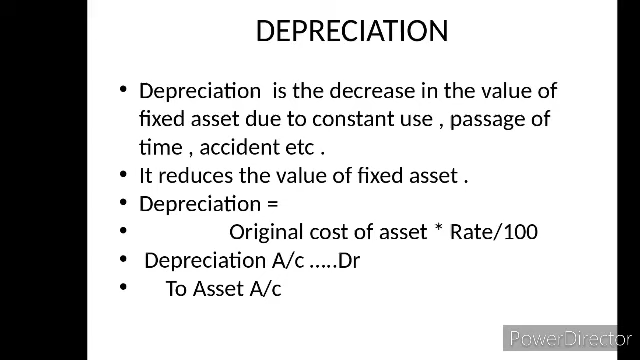 DEPRECIATION
• Depreciation is the decrease in the value of
fixed asset due to constant use , passage of
time , accident etc .
• It reduces the value of fixed asset .
• Depreciation =
• Original cost of asset * Rate/100
• Depreciation A/c .....Dr
• To Asset A/c
PowerDirector